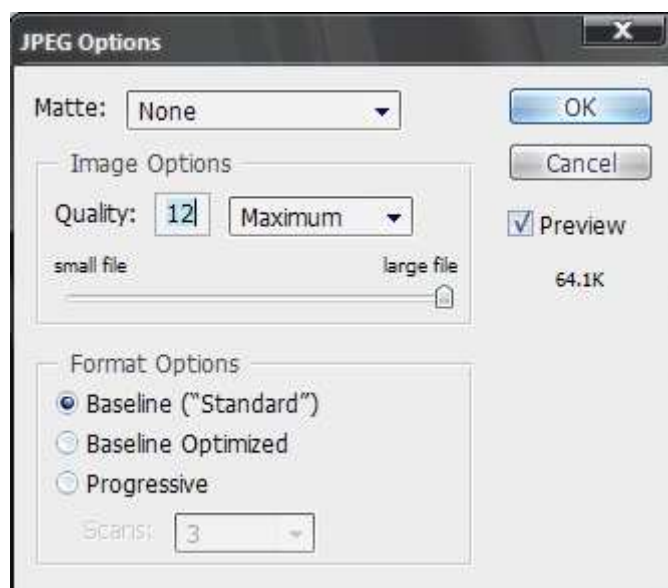 JPEG Options
X
Matte: None
OK
Image Options
Cancel
Quality: 12 Maximum
Preview
small file large file
64.1K
Format Options
Baseline (“Standard”)
Baseline Optimized
Progressive
Scans: 3